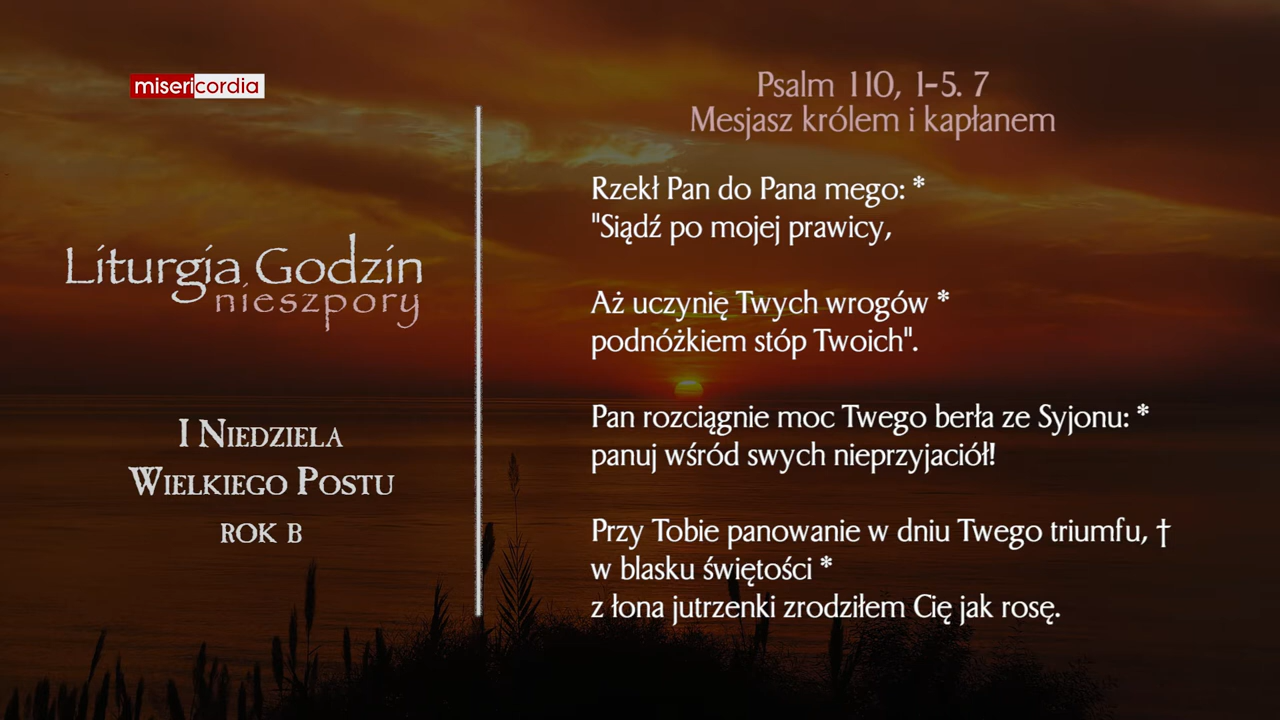 misericordia
Liturgia Godzin
nieszpory
I Niedziela
Wielkiego Postu
rok B
Psalm 110, 1-5. 7
Mesjasz królem i kapłanem
Rzekł Pan do Pana mego: *
"Siądź po mojej prawicy,
Aż uczynię Twych wrogów *
podnóżkiem stóp Twoich".
Pan rozciągnie moc Twego berła ze Syjonu: *
panuj wśród swych nieprzyjaciół!
Przy Tobie panowanie w dniu Twego triumfu, †
w blasku świętości *
z łona jutrzenki zrodziłem Cię jak rosę.